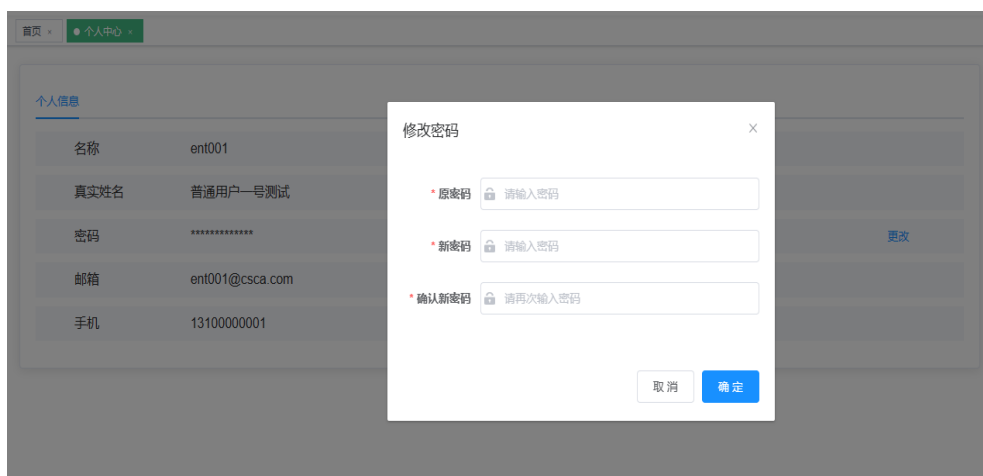 首页 ×
个人中心 ×
个人信息
名称 ent001
真实姓名 普通用户一号测试
密码 ************* 更改
邮箱 ent001@csca.com
手机 13100000001
修改密码 ×
* 原密码 请输入密码
* 新密码 请输入密码
* 确认新密码 请再次输入密码
取消 确定